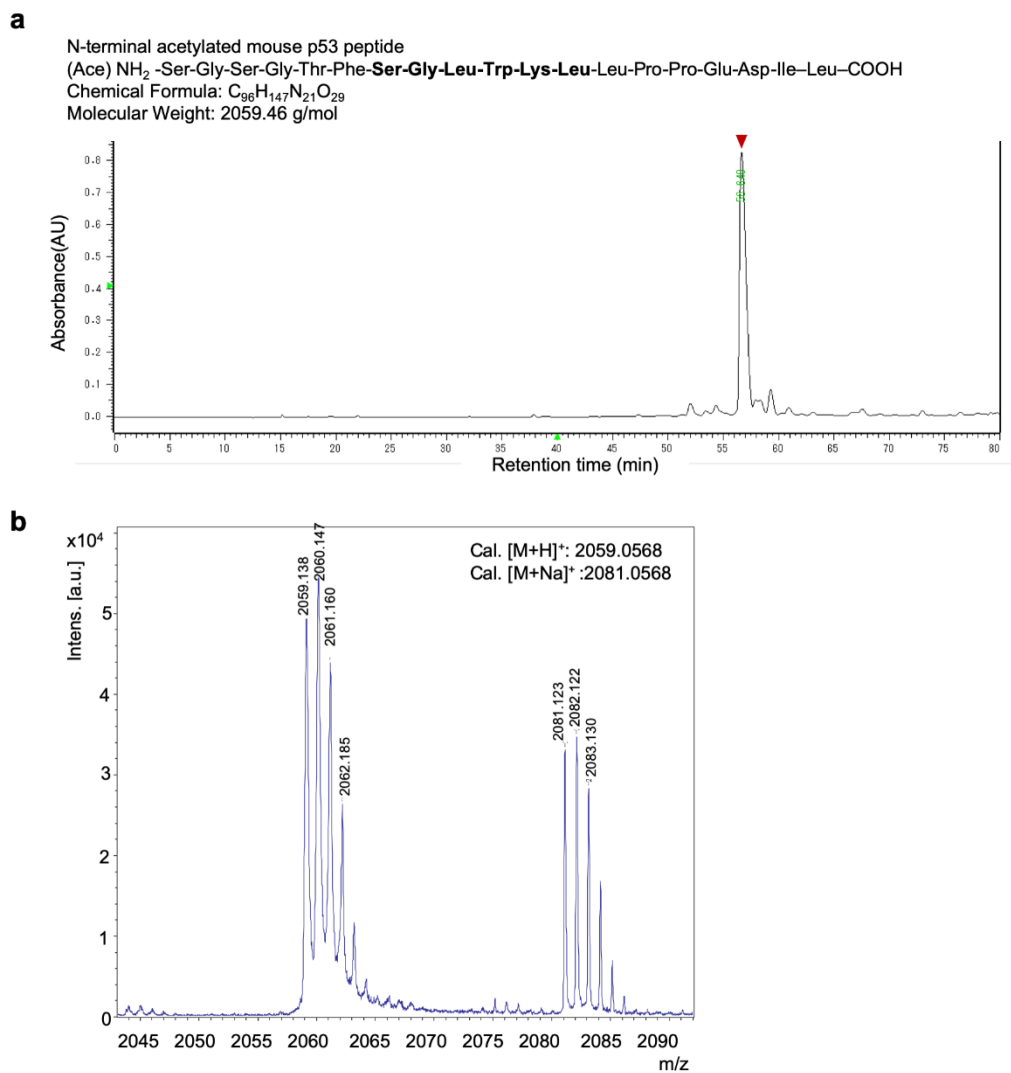 a
N-terminal acetylated mouse p53 peptide
(Ace) NH₂ -Ser-Gly-Ser-Gly-Thr-Phe-Ser-Gly-Leu-Trp-Lys-Leu-Leu-Pro-Pro-Glu-Asp-Ile–Leu–COOH
Chemical Formula: C₉₆H₁₄₇N₂₁O₂₉
Molecular Weight: 2059.46 g/mol
Absorbance(AU)
0.8
0.7
0.6
0.5
0.4
0.3
0.2
0.1
0.0
0 5 10 15 20 25 30 35 40 45 50 55 60 65 70 75 80
Retention time (min)
b
x10⁴
Intens. [a.u.]
Cal. [M+H]⁺: 2059.0568
Cal. [M+Na]⁺ :2081.0568
2059.138
2060.147
2061.160
2062.185
2081.123
2082.122
2083.130
5
4
3
2
1
0
2045 2050 2055 2060 2065 2070 2075 2080 2085 2090
m/z